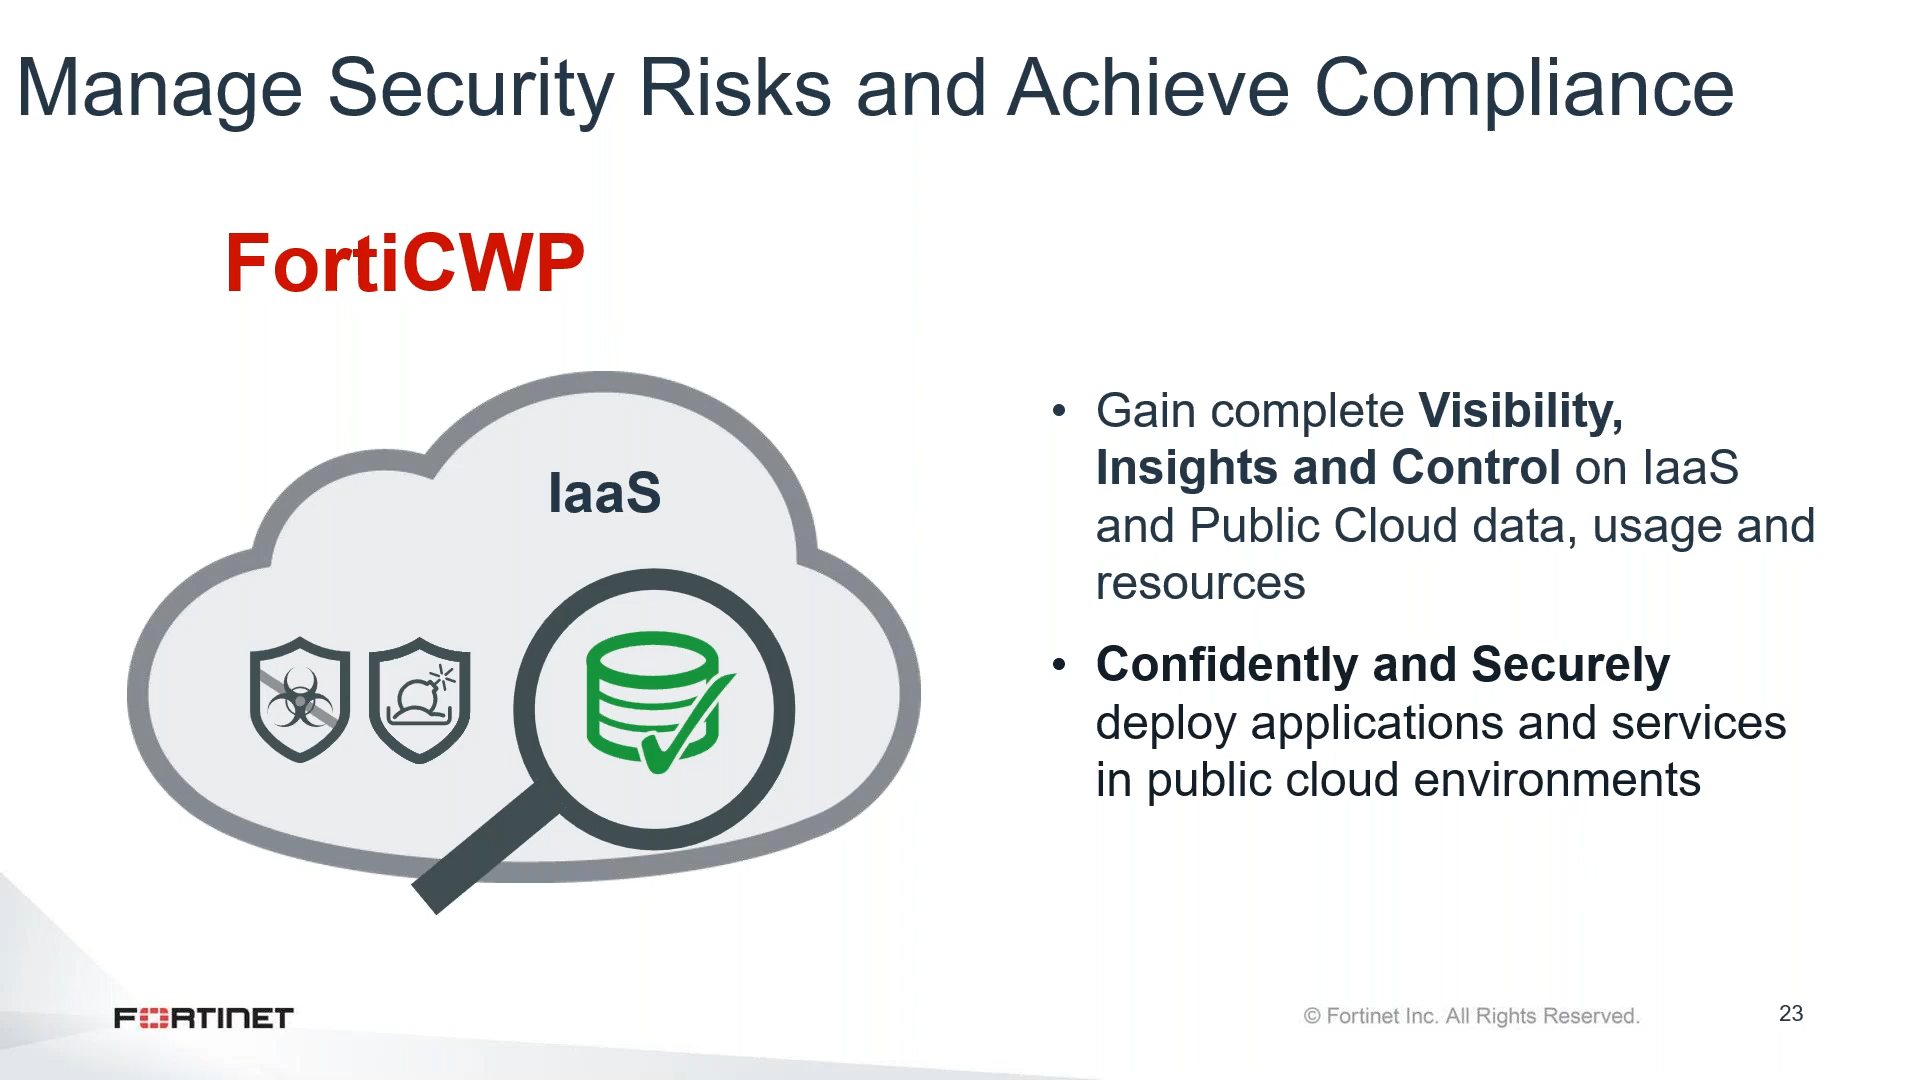 Manage Security Risks and Achieve Compliance
FortiCWP
IaaS
• Gain complete Visibility,
Insights and Control on IaaS
and Public Cloud data, usage and
resources
• Confidently and Securely
deploy applications and services
in public cloud environments
FORTINET
© Fortinet Inc. All Rights Reserved.
23